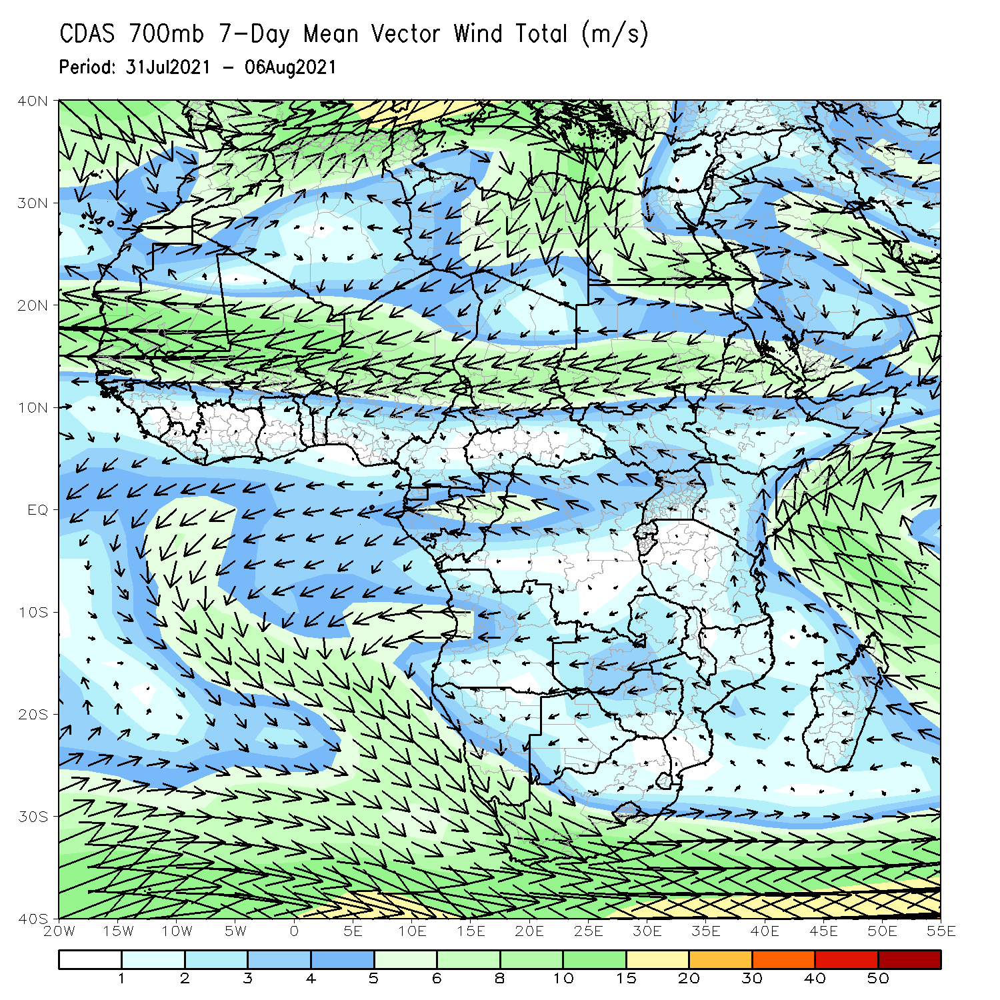 CDAS 700mb 7-Day Mean Vector Wind Total (m/s)
Period: 31Jul2021 - 06Aug2021
40N
30N
20N
10N
EQ
10S
20S
30S
40S
20W 15W 10W 5W 0 5E 10E 15E 20E 25E 30E 35E 40E 45E 50E 55E
1 2 3 4 5 6 8 10 15 20 30 40 50